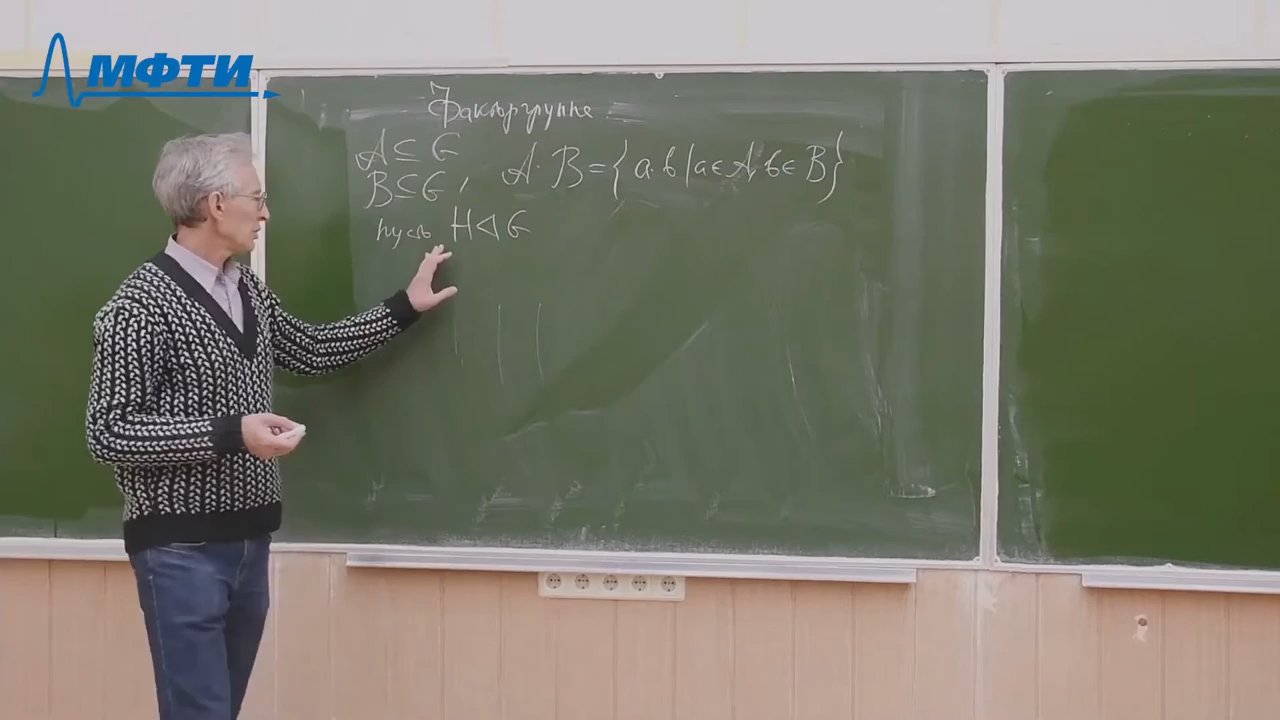 МФТИ
Факторгруппа
A ⊆ G
B ⊆ G, A·B = {a·b | a∈A, b∈B}
пусть H ◁ G